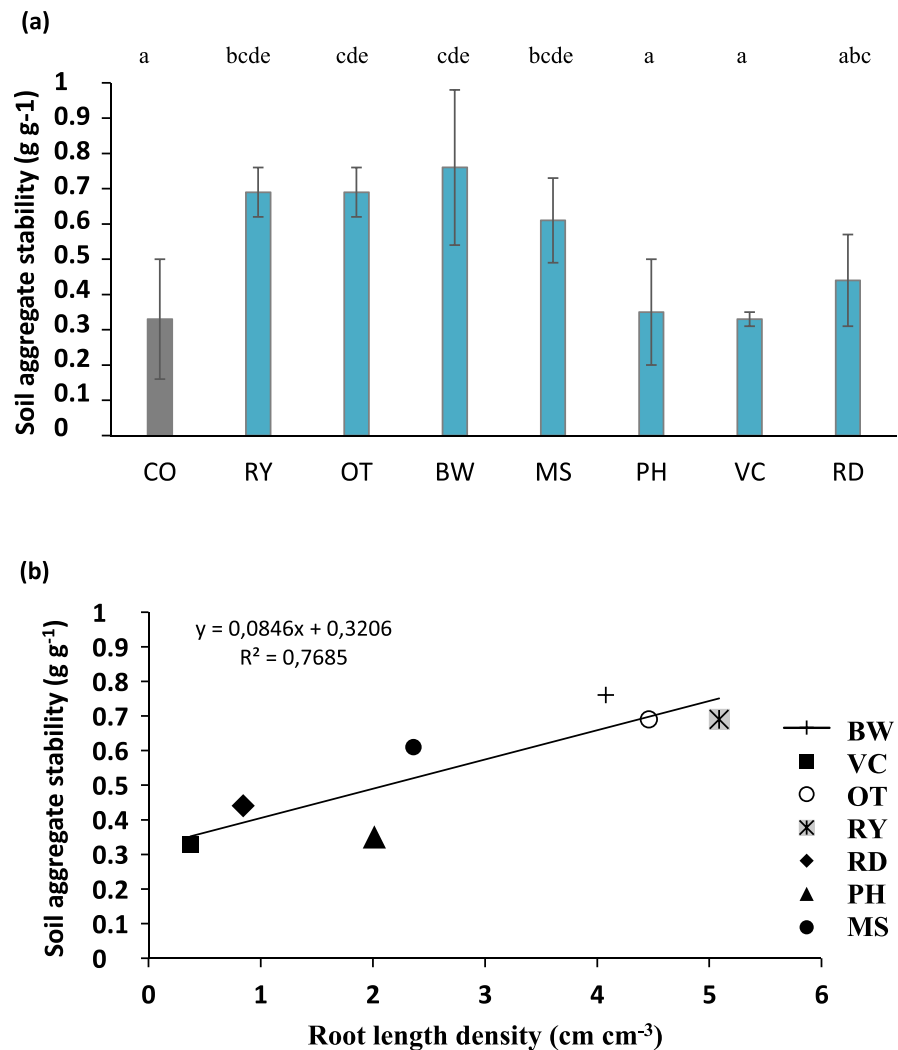 (a)
a bcde cde cde bcde a a abc
Soil aggregate stability (g g-1)
1
0.9
0.8
0.7
0.6
0.5
0.4
0.3
0.2
0.1
0
CO RY OT BW MS PH VC RD
(b)
Soil aggregate stability (g g⁻¹)
1
0.9
0.8
0.7
0.6
0.5
0.4
0.3
0.2
0.1
0
y = 0,0846x + 0,3206
R² = 0,7685
BW
VC
OT
RY
RD
PH
MS
0 1 2 3 4 5 6
Root length density (cm cm⁻³)